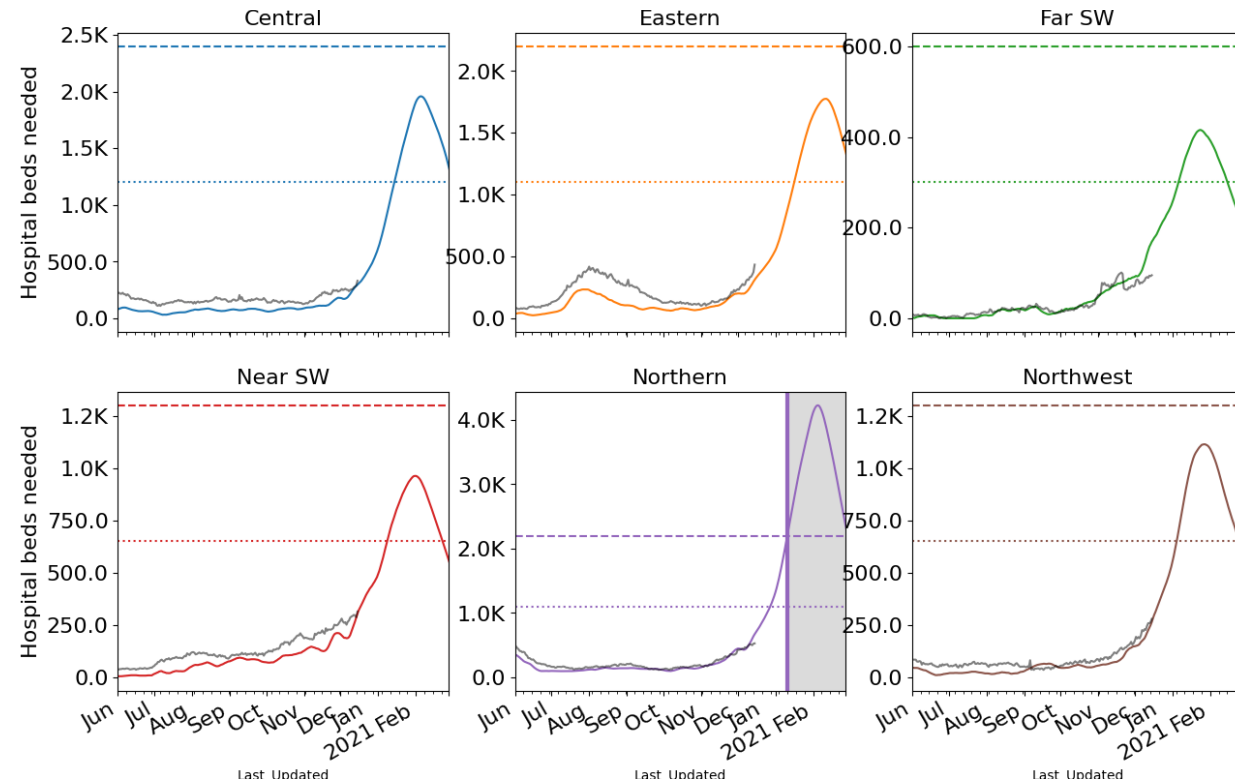 Central
Eastern
Far SW
Hospital beds needed
2.5K
2.0K
1.5K
1.0K
500.0
0.0
2.0K
1.5K
1.0K
500.0
0.0
600.0
400.0
200.0
0.0
Near SW
Northern
Northwest
Hospital beds needed
1.2K
1.0K
750.0
500.0
250.0
0.0
4.0K
3.0K
2.0K
1.0K
0.0
1.2K
1.0K
750.0
500.0
250.0
0.0
Jun Jul Aug Sep Oct Nov Dec Jan 2021 Feb
Jun Jul Aug Sep Oct Nov Dec Jan 2021 Feb
Jun Jul Aug Sep Oct Nov Dec Jan 2021 Feb
Last_Updated
Last_Updated